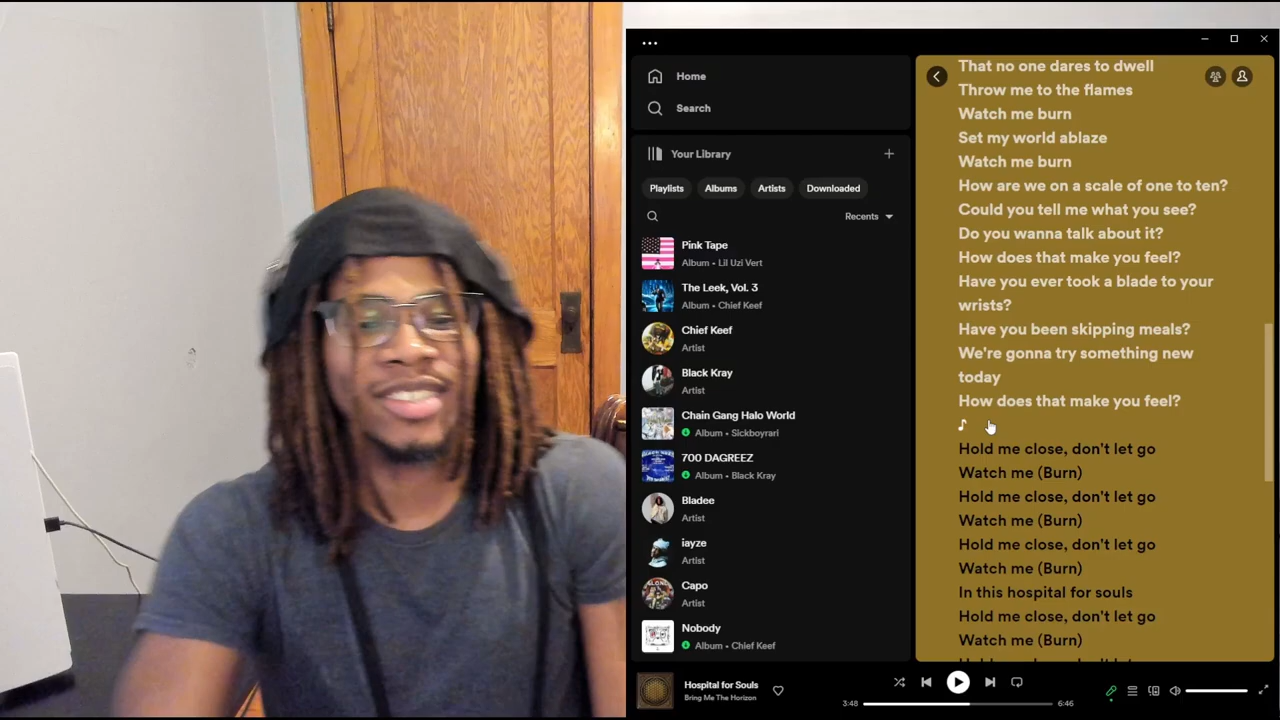 Home
Search
Your Library
Playlists
Albums
Artists
Downloaded
Recents
Pink Tape
Album • Lil Uzi Vert
The Leek, Vol. 3
Album • Chief Keef
Chief Keef
Artist
Black Kray
Artist
Chain Gang Halo World
Album • Sickboyrari
700 DAGREEZ
Album • Black Kray
Bladee
Artist
iayze
Artist
Capo
Artist
Nobody
Album • Chief Keef
That no one dares to dwell
Throw me to the flames
Watch me burn
Set my world ablaze
Watch me burn
How are we on a scale of one to ten?
Could you tell me what you see?
Do you wanna talk about it?
How does that make you feel?
Have you ever took a blade to your
wrists?
Have you been skipping meals?
We're gonna try something new
today
How does that make you feel?
♪
Hold me close, don't let go
Watch me (Burn)
Hold me close, don't let go
Watch me (Burn)
Hold me close, don't let go
Watch me (Burn)
In this hospital for souls
Hold me close, don't let go
Watch me (Burn)
Hospital for Souls
Bring Me The Horizon
3:48
6:46